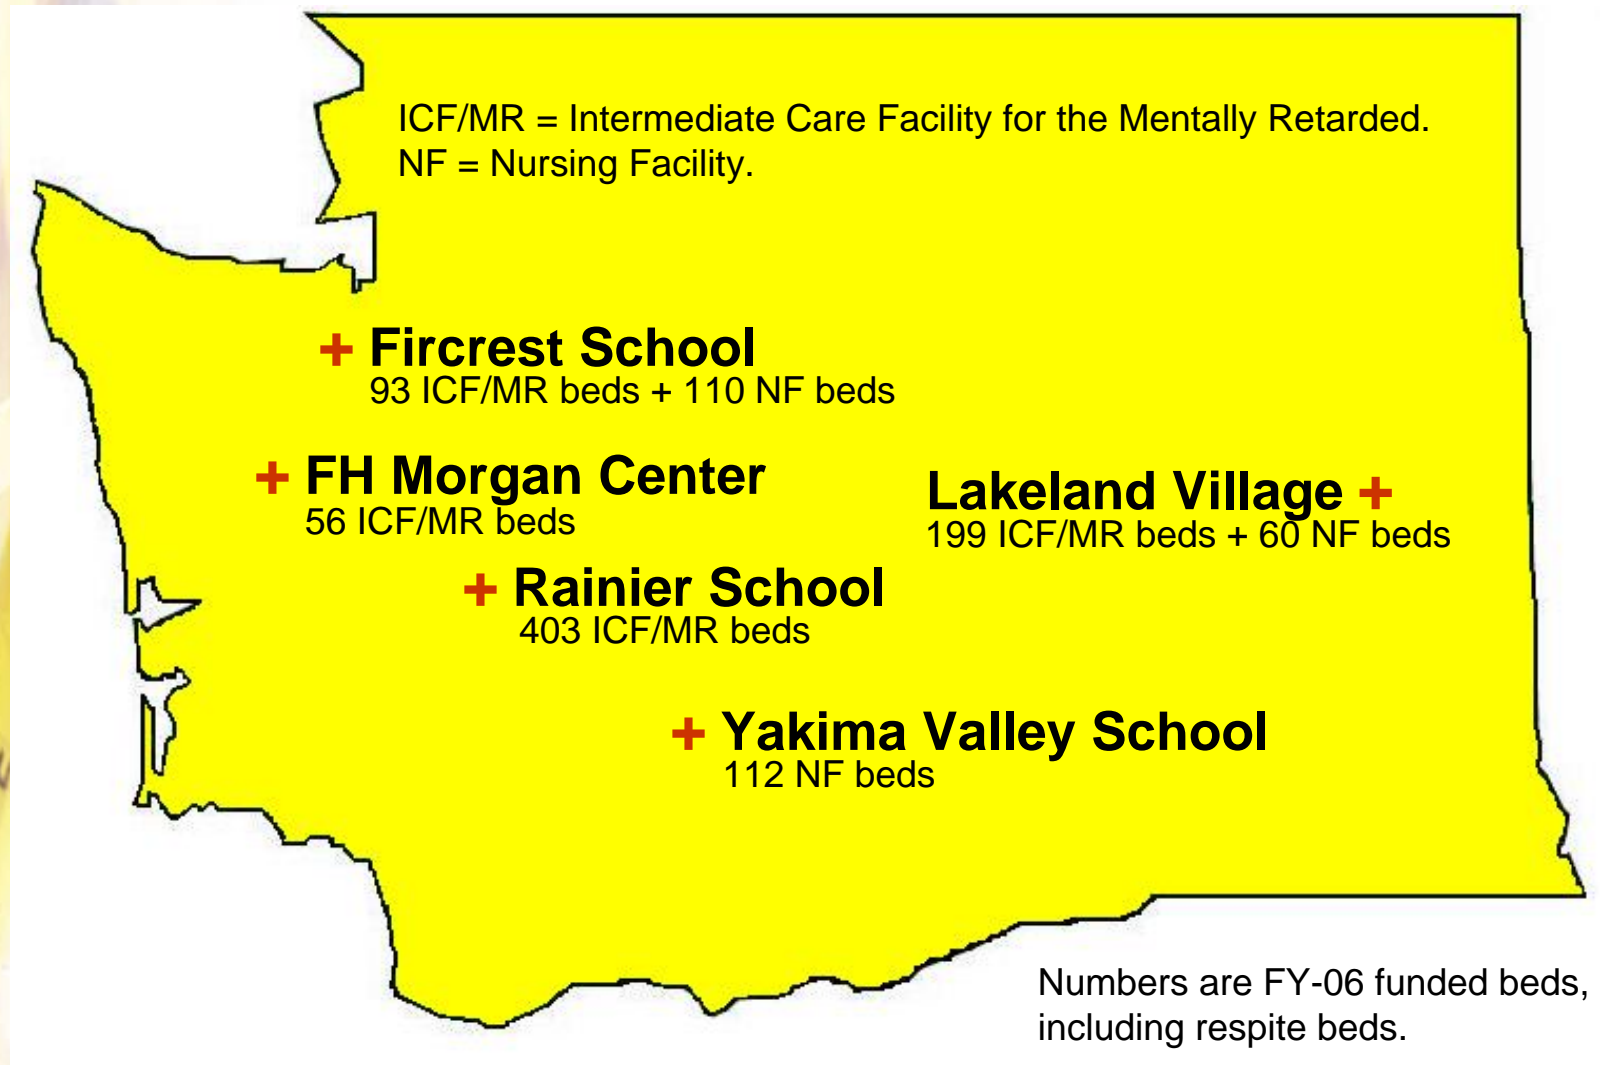 ICF/MR = Intermediate Care Facility for the Mentally Retarded.
NF = Nursing Facility.
+ Fircrest School
93 ICF/MR beds + 110 NF beds
+ FH Morgan Center
56 ICF/MR beds
Lakeland Village +
199 ICF/MR beds + 60 NF beds
+ Rainier School
403 ICF/MR beds
+ Yakima Valley School
112 NF beds
Numbers are FY-06 funded beds,
including respite beds.